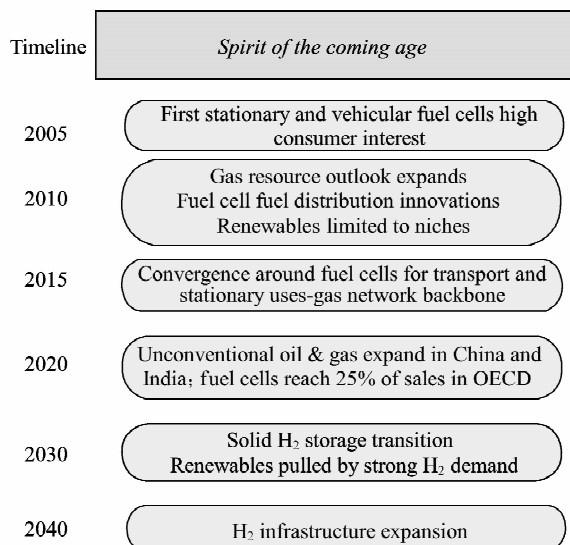 Timeline
Spirit of the coming age
2005
First stationary and vehicular fuel cells high
consumer interest
2010
Gas resource outlook expands
Fuel cell fuel distribution innovations
Renewables limited to niches
2015
Convergence around fuel cells for transport and
stationary uses-gas network backbone
2020
Unconventional oil & gas expand in China and
India; fuel cells reach 25% of sales in OECD
2030
Solid H₂ storage transition
Renewables pulled by strong H₂ demand
2040
H₂ infrastructure expansion